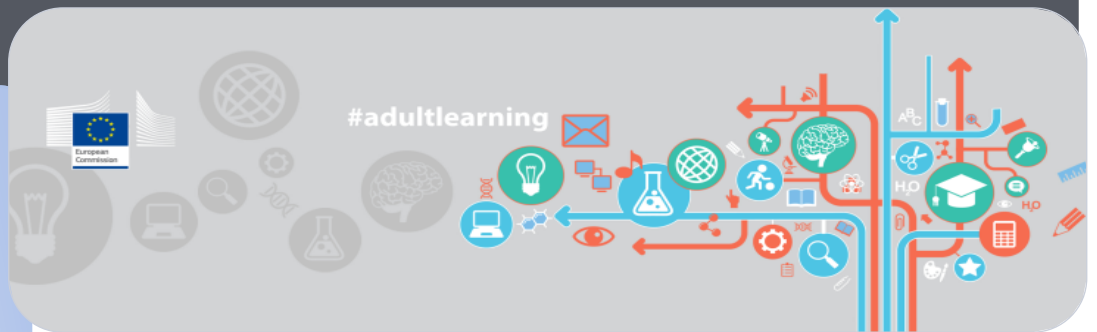 European
Commission
#adultlearning
ABC
H₂O
H₂O